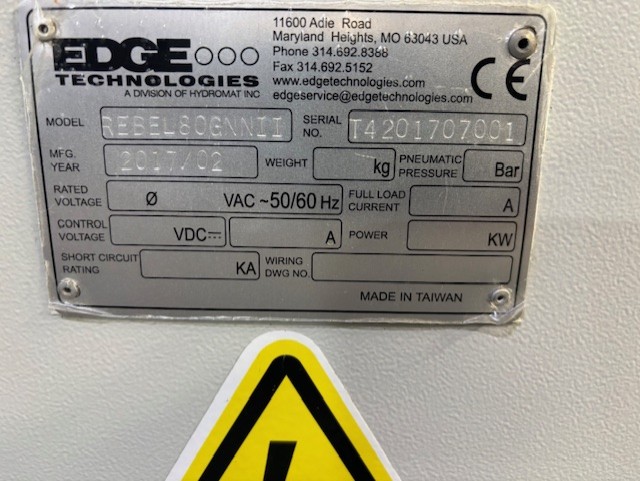 11600 Adie Road
Maryland Heights, MO 63043 USA
Phone 314.692.8388
Fax 314.692.5152
www.edgetechnologies.com
edgeservice@edgetechnologies.com
EDGE
TECHNOLOGIES
A DIVISION OF HYDROMAT INC
CE
MODEL REBEL80GNNII SERIAL NO. T4201707001
MFG. YEAR 2017/02 WEIGHT kg PNEUMATIC PRESSURE Bar
RATED VOLTAGE Ø VAC ~50/60 Hz FULL LOAD CURRENT A
CONTROL VOLTAGE VDC⎓ A POWER KW
SHORT CIRCUIT RATING KA WIRING DWG NO.
MADE IN TAIWAN